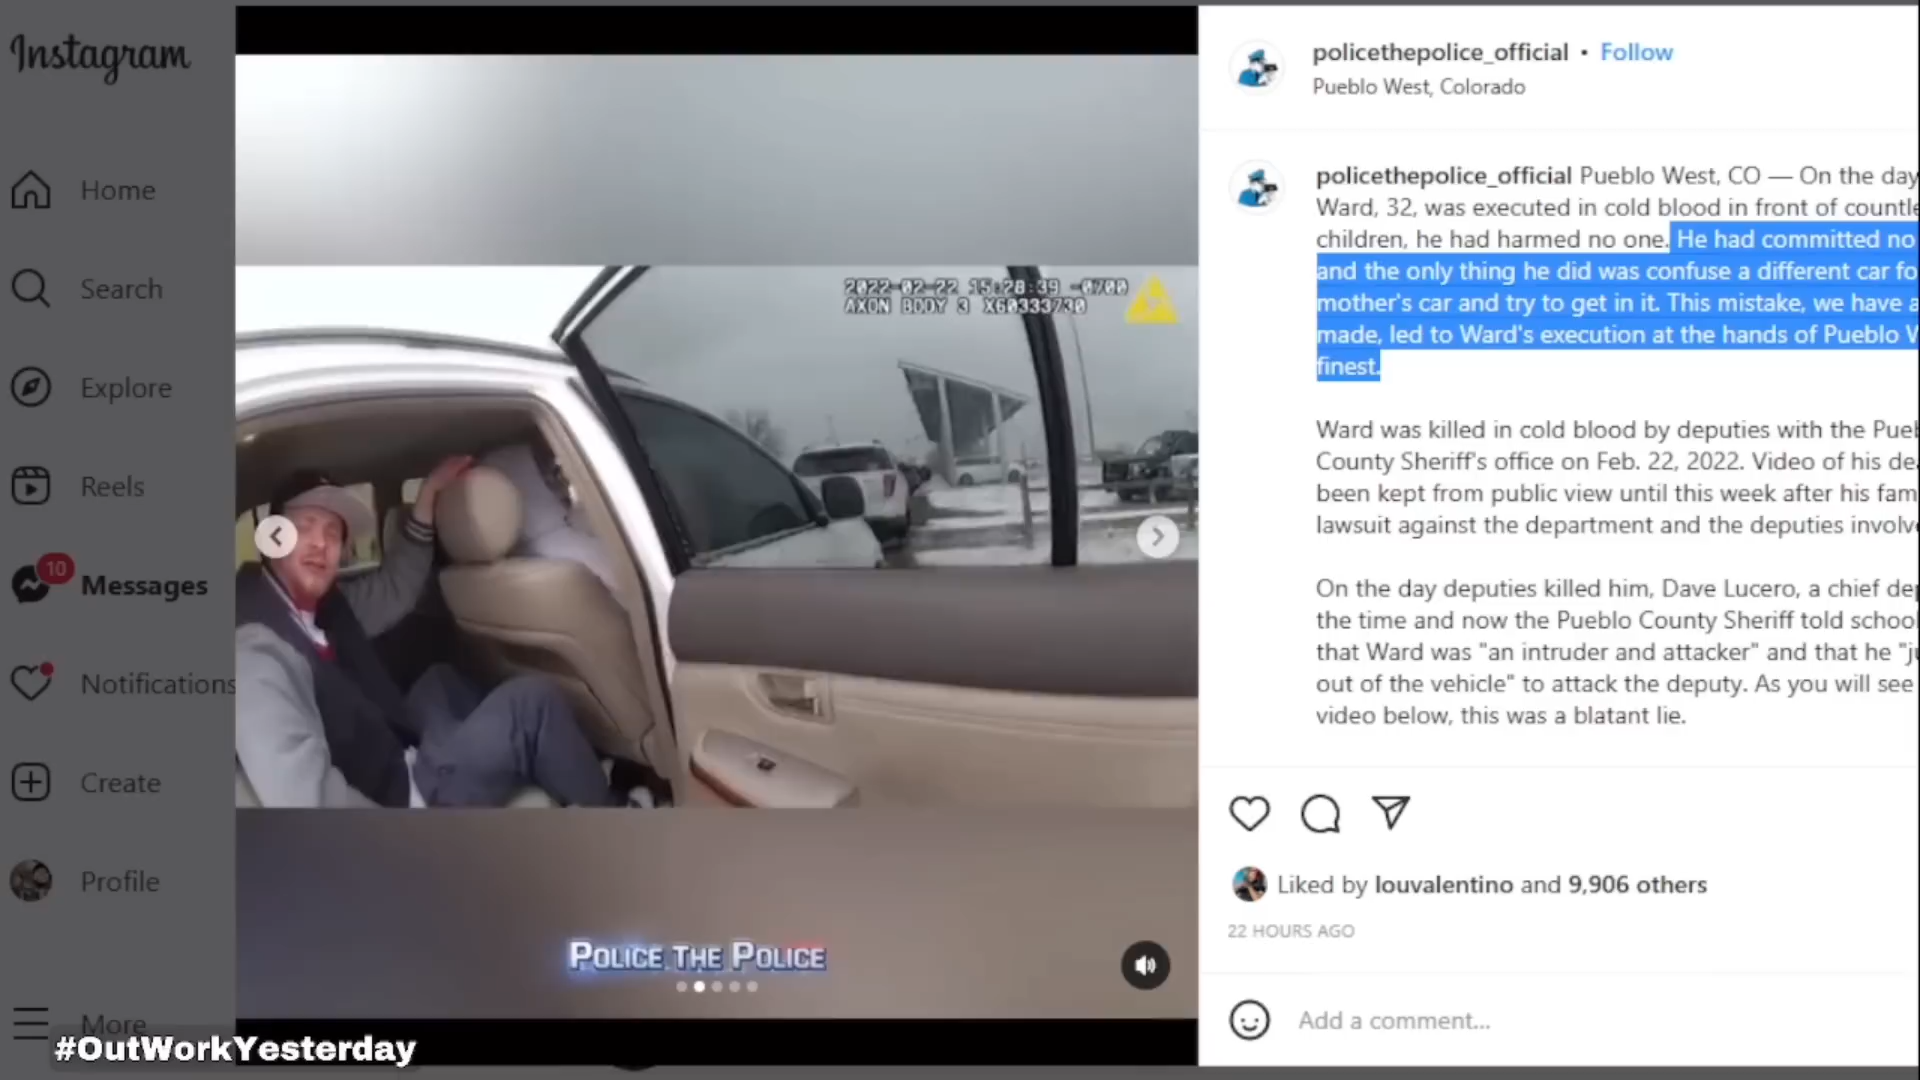 Instagram
Home
Search
Explore
Reels
10
Messages
Notifications
Create
Profile
More
#OutWorkYesterday
2022-02-22 15:28:39 -0700
AXON BODY 3 X60333730
POLICE THE POLICE
policethepolice_official • Follow
Pueblo West, Colorado
policethepolice_official Pueblo West, CO — On the day
Ward, 32, was executed in cold blood in front of
children, he had harmed no one. He had committed no
and the only thing he did was confuse a different car
mother's car and try to get in it. This mistake, we have
made, led to Ward's execution at the hands of Pueblo
finest.
Ward was killed in cold blood by deputies with the
County Sheriff's office on Feb. 22, 2022. Video of his
been kept from public view until this week after his
lawsuit against the department and the deputies
On the day deputies killed him, Dave Lucero, a chief
the time and now the Pueblo County Sheriff told
that Ward was "an intruder and attacker" and that he
out of the vehicle" to attack the deputy. As you will see
video below, this was a blatant lie.
Liked by louvalentino and 9,906 others
22 HOURS AGO
Add a comment...